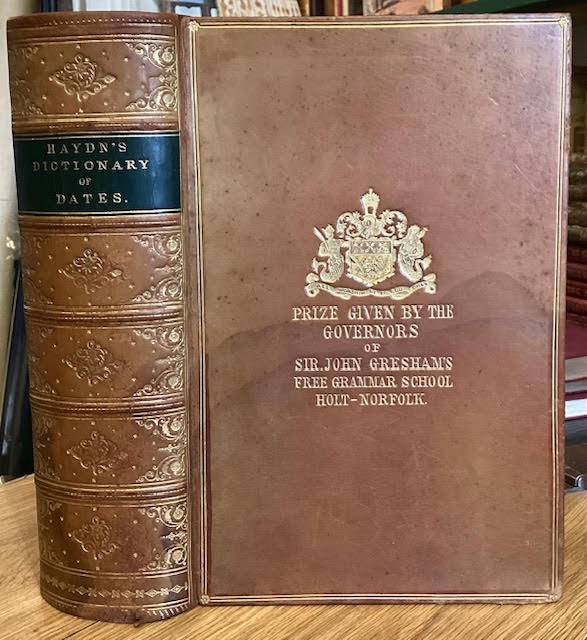 HAYDN'S
DICTIONARY
OF
DATES.
PRIZE GIVEN BY THE
GOVERNORS
OF
SIR.JOHN GRESHAM'S
FREE GRAMMAR SCHOOL
HOLT-NORFOLK.